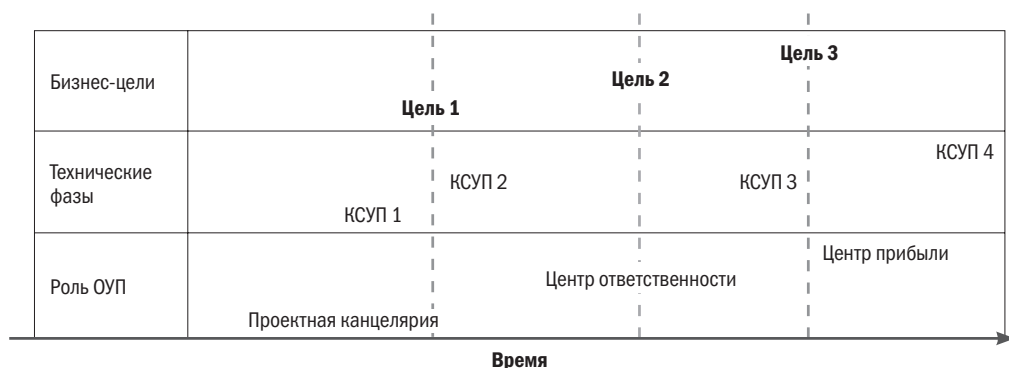 Бизнес-цели
Цель 1
Цель 2
Цель 3
Технические
фазы
КСУП 1
КСУП 2
КСУП 3
КСУП 4
Роль ОУП
Проектная канцелярия
Центр ответственности
Центр прибыли
Время